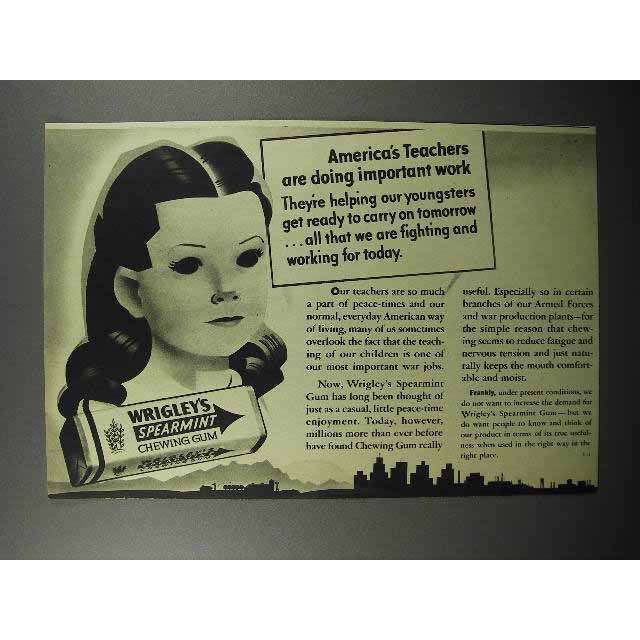 America's Teachers
are doing important work
They're helping our youngsters
get ready to carry on tomorrow
...all that we are fighting and
working for today.
Our teachers are so much
a part of peace-times and our
normal, everyday American way
of living, many of us sometimes
overlook the fact that the teach-
ing of our children is one of
our most important war jobs.
Now, Wrigley's Spearmint
Gum has long been thought of
just as a casual, little peace-time
enjoyment. Today, however,
millions more than ever before
have found Chewing Gum really
useful. Especially so in certain
branches of our Armed Forces
and war production plants—for
the simple reason that chew-
ing seems to reduce fatigue and
nervous tension and just natu-
rally keeps the mouth comfort-
able and moist.
Frankly, under present conditions, we
do not want to increase the demand for
Wrigley's Spearmint Gum—but we
do want people to know and think of
our product in terms of its true useful-
ness when used in the right way at the
right place.
WRIGLEY'S
SPEARMINT
CHEWING GUM